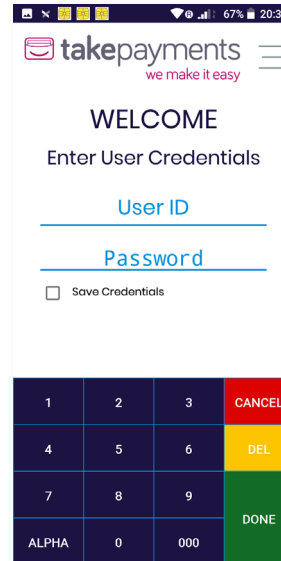 67% 20:3
takepayments
we make it easy
WELCOME
Enter User Credentials
User ID
Password
Save Credentials
1 2 3 CANCEL
4 5 6 DEL
7 8 9
DONE
ALPHA 0 000